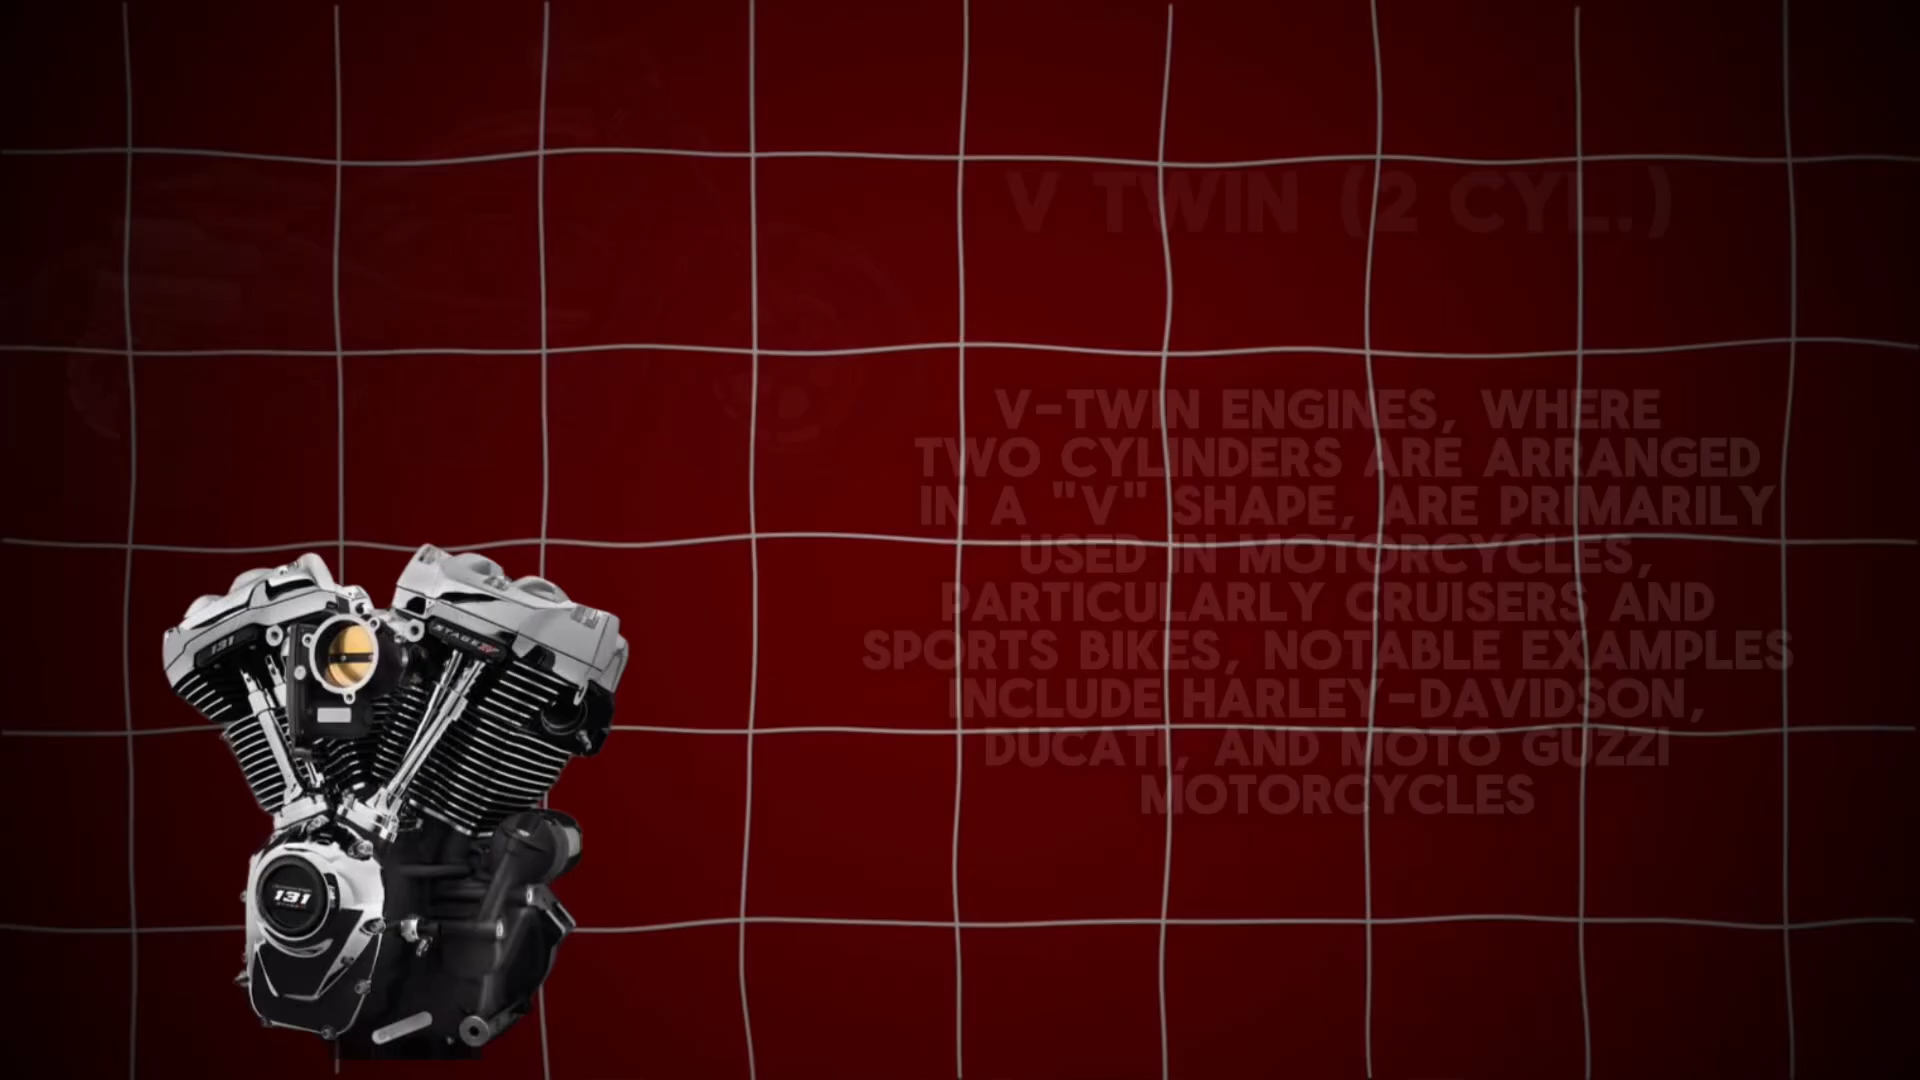 V TWIN (2 CYL.)
V-TWIN ENGINES, WHERE
TWO CYLINDERS ARE ARRANGED
IN A "V" SHAPE, ARE PRIMARILY
USED IN MOTORCYCLES,
PARTICULARLY CRUISERS AND
SPORTS BIKES, NOTABLE EXAMPLES
INCLUDE HARLEY-DAVIDSON,
DUCATI, AND MOTO GUZZI
MOTORCYCLES
131
STAGE
131